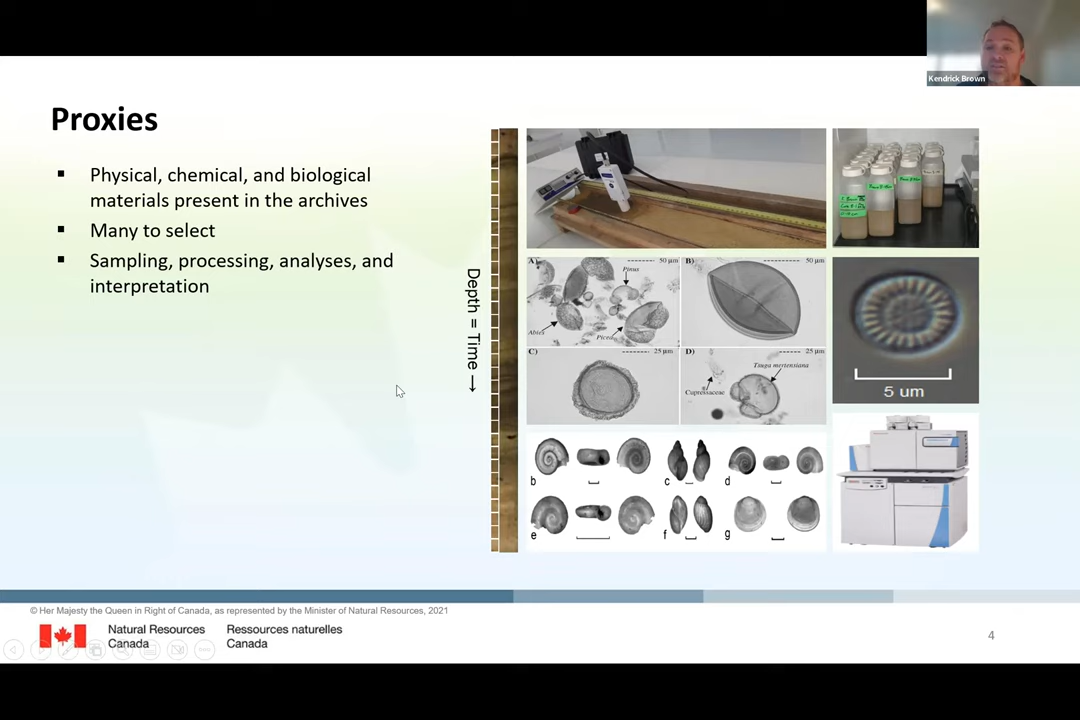 Kendrick Brown
Proxies
Physical, chemical, and biological
materials present in the archives
Many to select
Sampling, processing, analyses, and
interpretation
Depth = Time →
A)
50 µm
Pinus
Abies
Picea
B)
50 µm
C)
25 µm
D)
25 µm
Tsuga mertensiana
Cupressaceae
5 um
b
c
d
e
f
g
© Her Majesty the Queen in Right of Canada, as represented by the Minister of Natural Resources, 2021
Natural Resources
Canada
Ressources naturelles
Canada
4